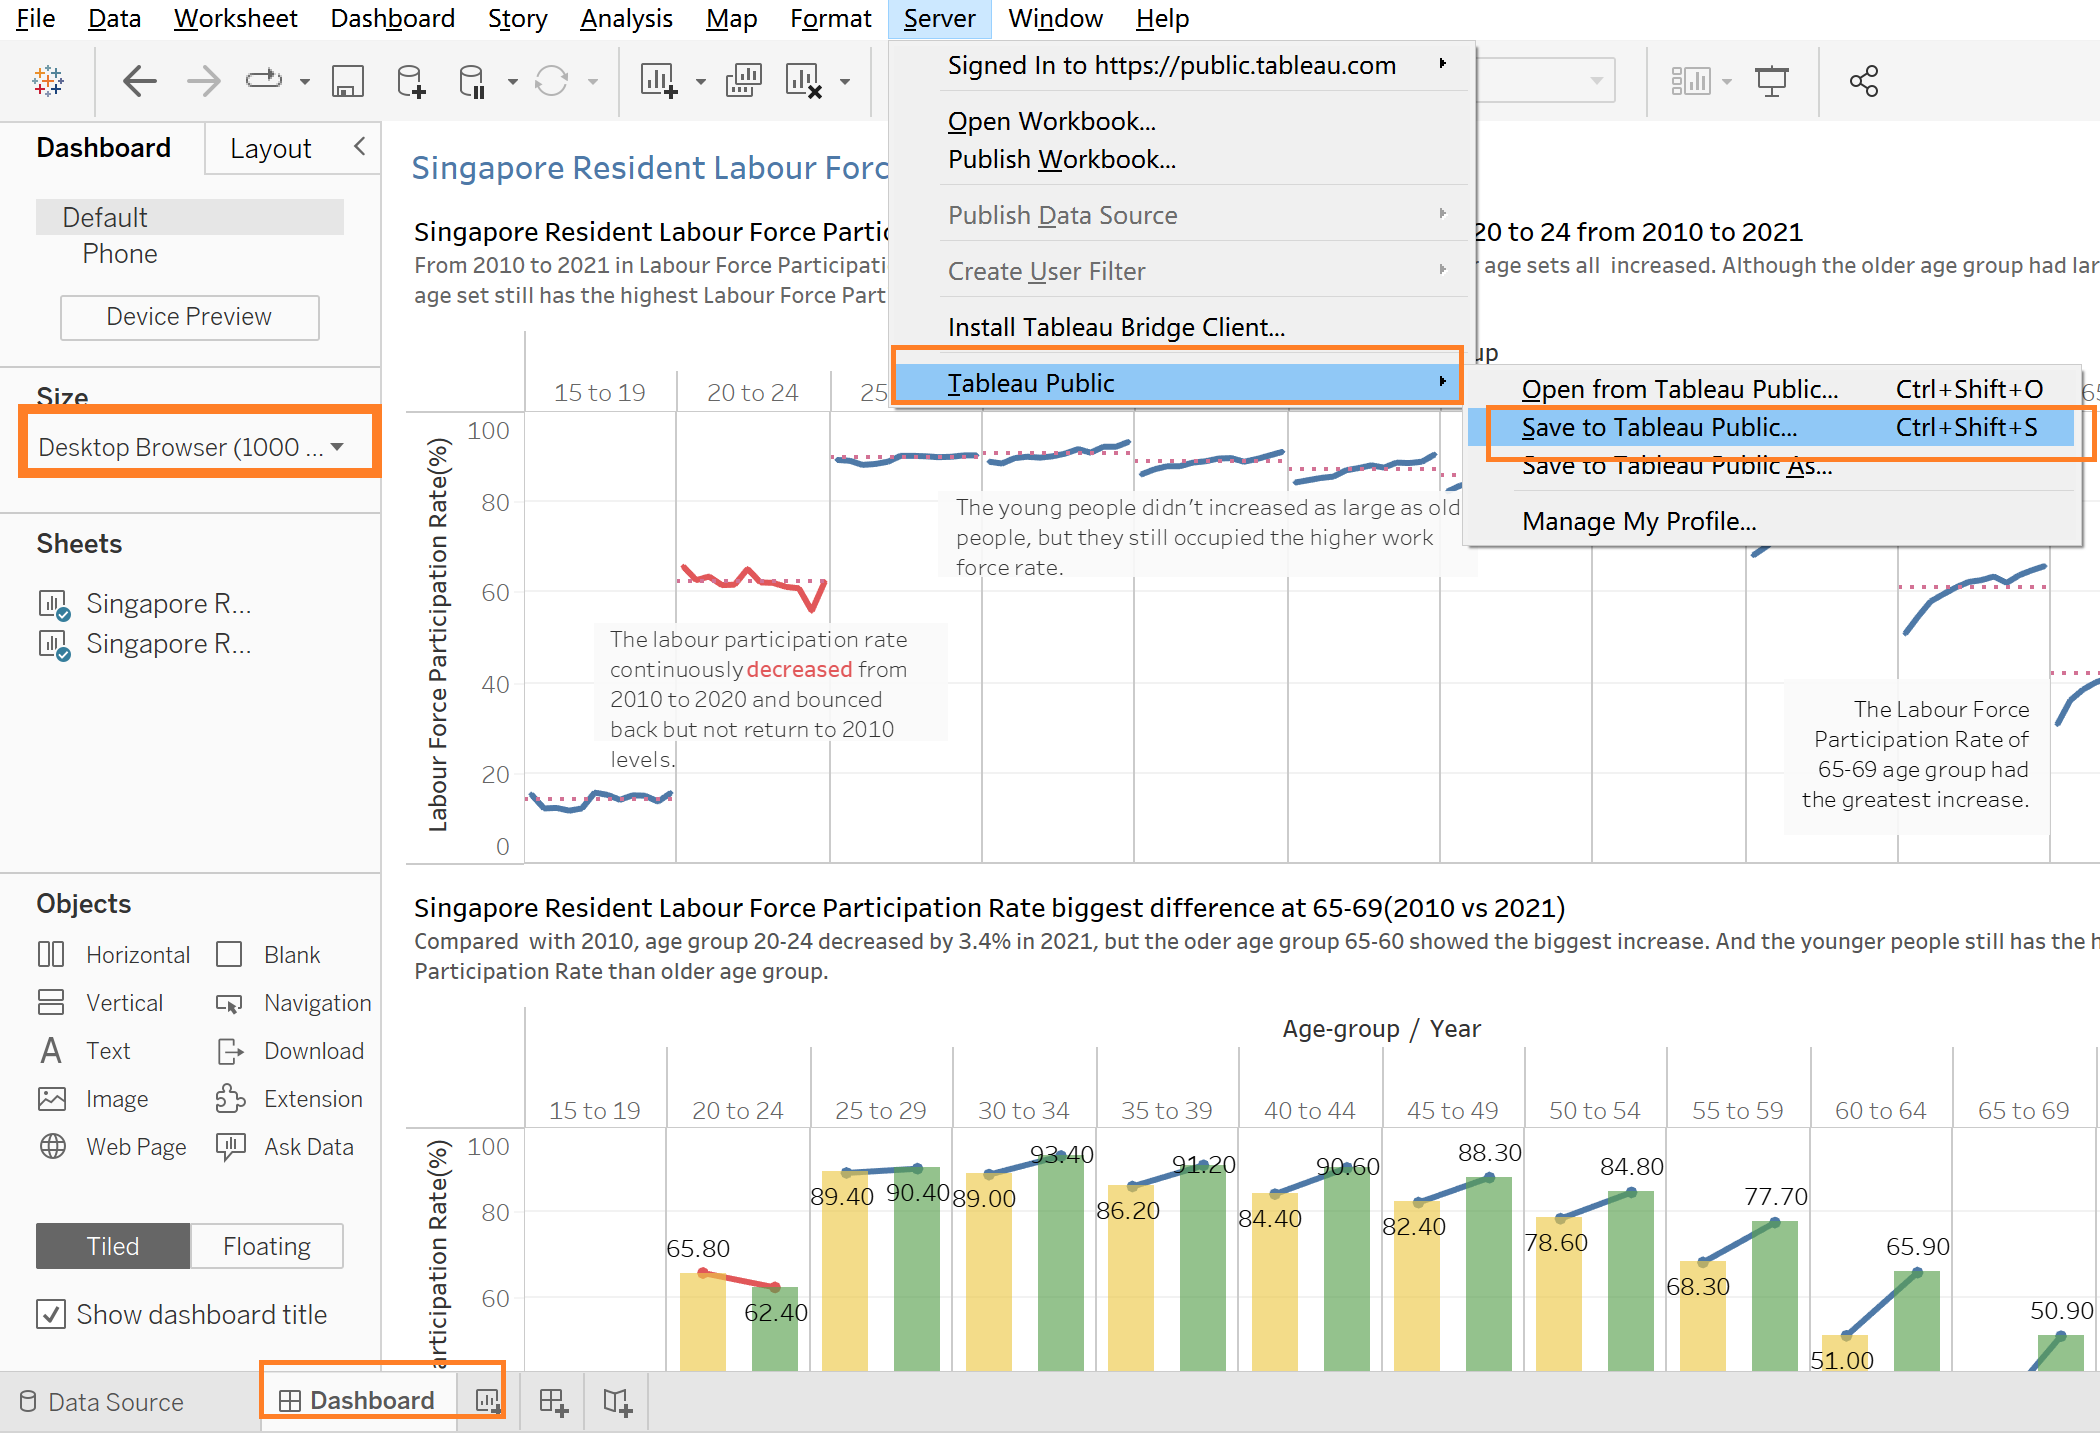 File Data Worksheet Dashboard Story Analysis Map Format Server Window Help
Dashboard
Layout
Default
Phone
Device Preview
Size
Desktop Browser (1000 ...
Sheets
Singapore R...
Singapore R...
Objects
Horizontal Blank
Vertical Navigation
Text Download
Image Extension
Web Page Ask Data
Tiled Floating
Show dashboard title
Signed In to https://public.tableau.com
Open Workbook...
Publish Workbook...
Publish Data Source
Create User Filter
Install Tableau Bridge Client...
Tableau Public
Open from Tableau Public... Ctrl+Shift+O
Save to Tableau Public... Ctrl+Shift+S
Save to Tableau Public As...
Manage My Profile...
Singapore Resident Labour Forc
Singapore Resident Labour Force Partic
20 to 24 from 2010 to 2021
From 2010 to 2021 in Labour Force Participati
age sets all increased. Although the older age group had lar
age set still has the highest Labour Force Part
up
15 to 19 20 to 24 25
Labour Force Participation Rate(%)
100
80
60
40
20
0
The young people didn't increased as large as old
people, but they still occupied the higher work
force rate.
The labour participation rate
continuously decreased from
2010 to 2020 and bounced
back but not return to 2010
levels.
The Labour Force
Participation Rate of
65-69 age group had
the greatest increase.
Singapore Resident Labour Force Participation Rate biggest difference at 65-69(2010 vs 2021)
Compared with 2010, age group 20-24 decreased by 3.4% in 2021, but the oder age group 65-60 showed the biggest increase. And the younger people still has the h
Participation Rate than older age group.
Age-group / Year
15 to 19 20 to 24 25 to 29 30 to 34 35 to 39 40 to 44 45 to 49 50 to 54 55 to 59 60 to 64 65 to 69
articipation Rate(%)
100
80
60
65.80
62.40
89.40
90.40
89.00
93.40
86.20
91.20
84.40
90.60
82.40
88.30
78.60
84.80
68.30
77.70
51.00
65.90
50.90
Data Source Dashboard